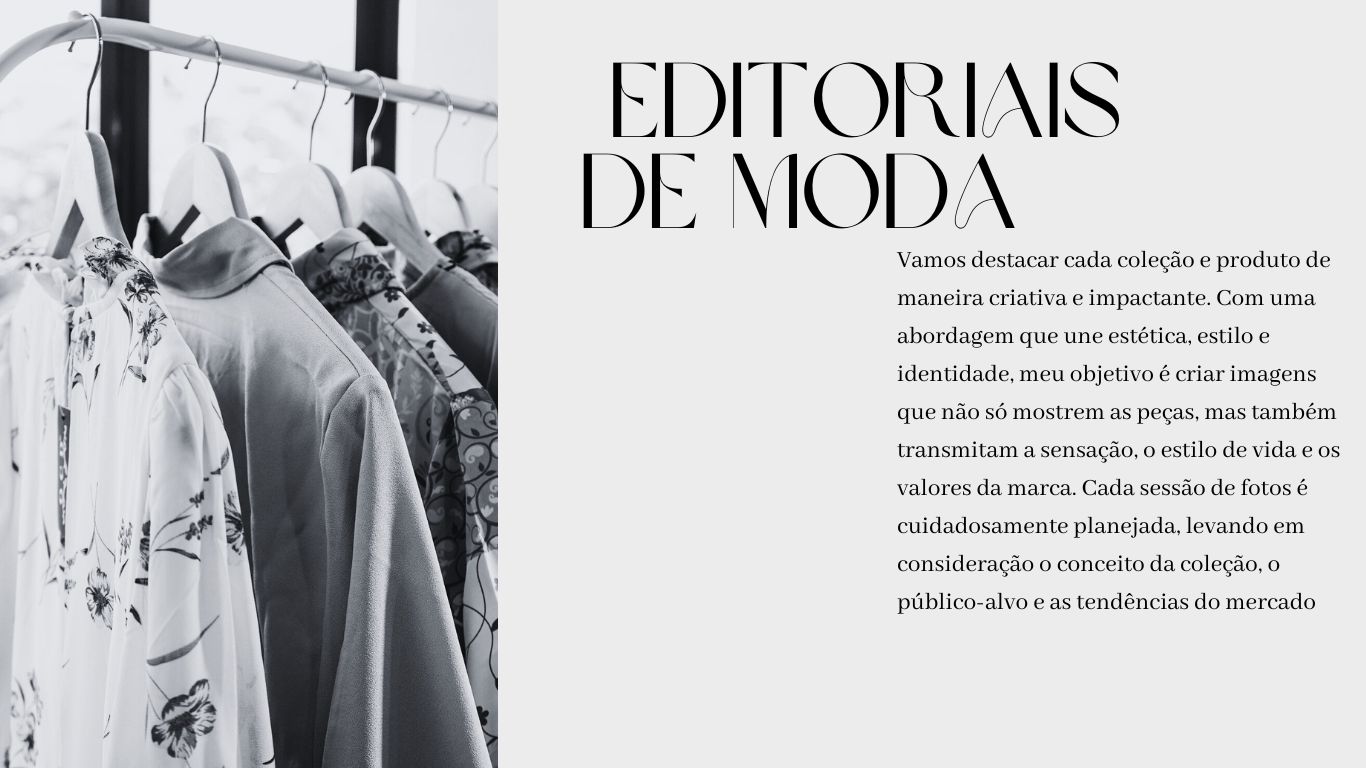 EDITORIAIS
DE MODA
Vamos destacar cada coleção e produto de
maneira criativa e impactante. Com uma
abordagem que une estética, estilo e
identidade, meu objetivo é criar imagens
que não só mostrem as peças, mas também
transmitam a sensação, o estilo de vida e os
valores da marca. Cada sessão de fotos é
cuidadosamente planejada, levando em
consideração o conceito da coleção, o
público-alvo e as tendências do mercado